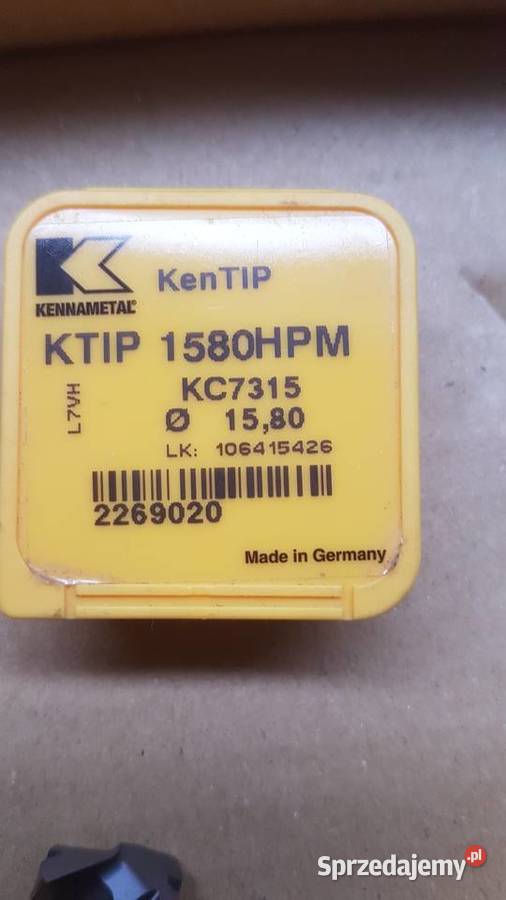 KENNAMETAL®
KenTIP
KTIP 1580HPM
L7VH
KC7315
Ø 15,80
LK: 106415426
2269020
Made in Germany
Sprzedajemy.pl